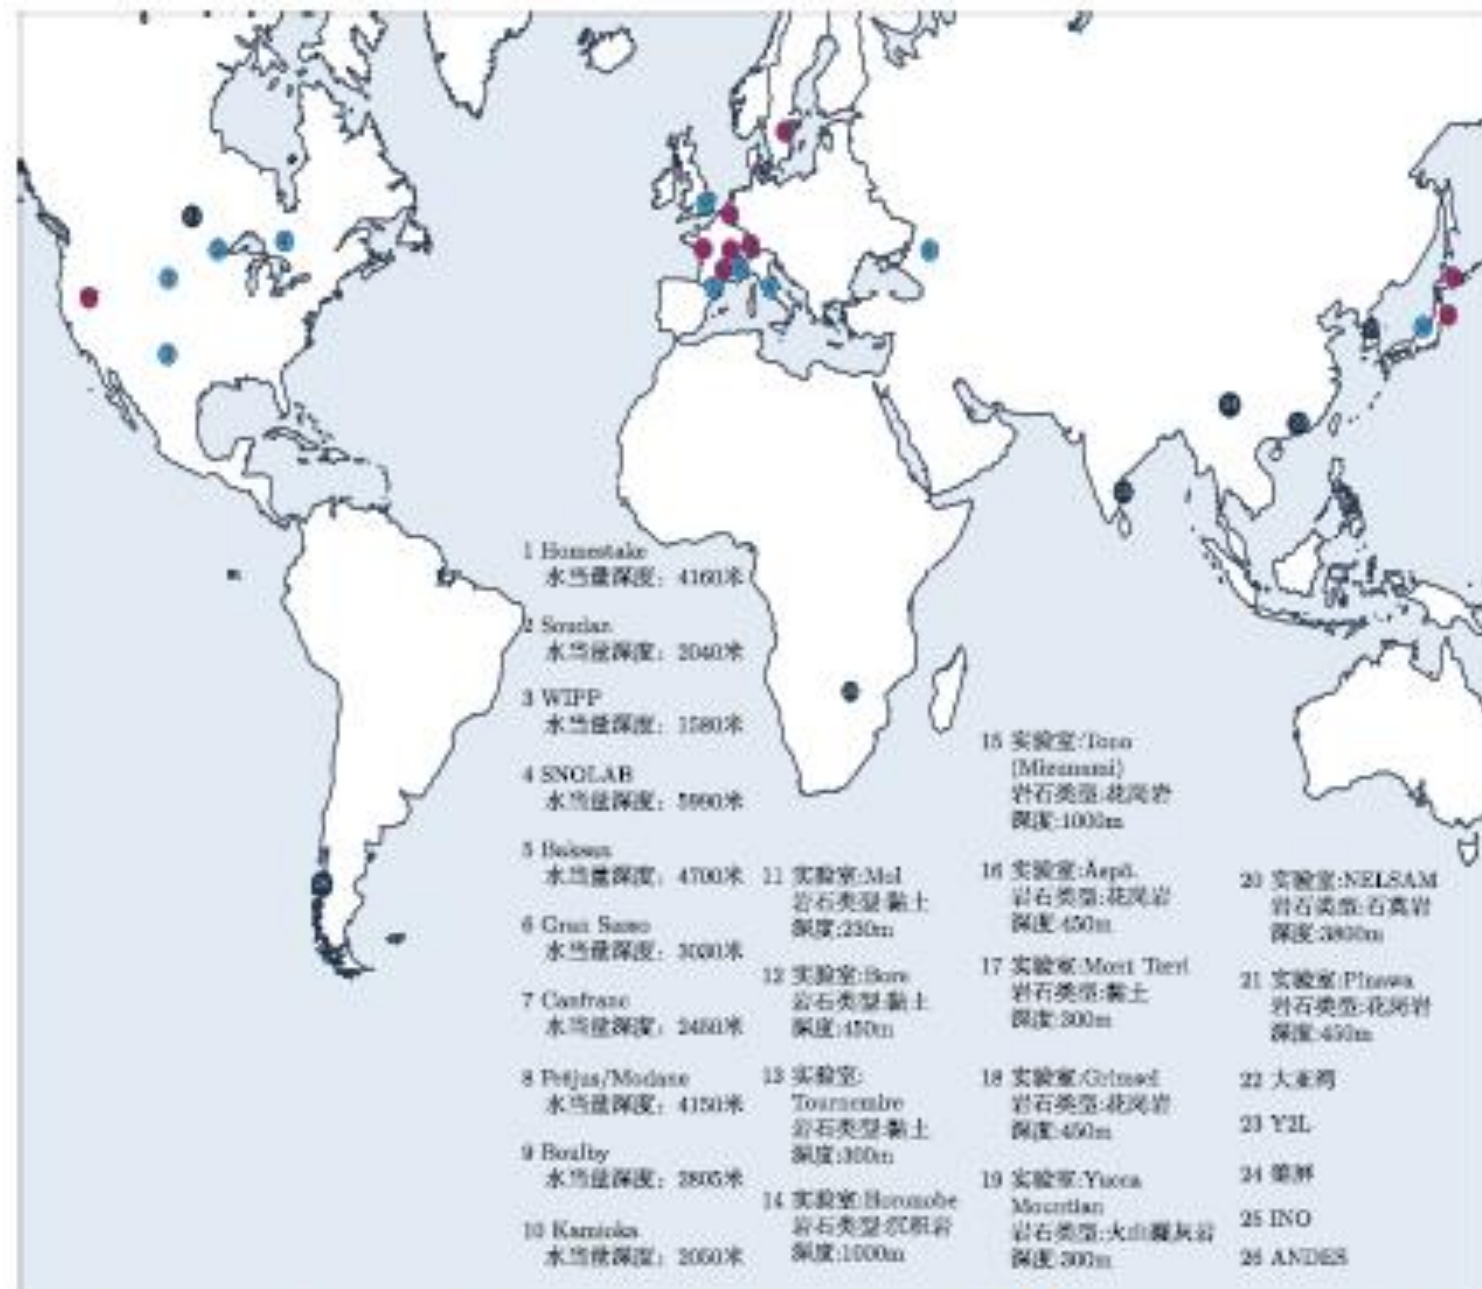 1 Homestake
水当量深度：4160米
2 Soudan
水当量深度：2040米
3 WIPP
水当量深度：1580米
4 SNOLAB
水当量深度：5990米
5 Baksan
水当量深度：4700米
6 Gran Sasso
水当量深度：3030米
7 Canfranc
水当量深度：2450米
8 Fréjus/Modane
水当量深度：4150米
9 Boulby
水当量深度：2805米
10 Kamioka
水当量深度：2050米
11 实验室:Mol
岩石类型:黏土
深度:230m
12 实验室:Bure
岩石类型:黏土
深度:450m
13 实验室:
Tournemire
岩石类型:黏土
深度:300m
14 实验室:Horonobe
岩石类型:沉积岩
深度:1000m
15 实验室:Tono
(Mizunami)
岩石类型:花岗岩
深度:1000m
16 实验室:Äspö.
岩石类型:花岗岩
深度:450m
17 实验室:Mont Terri
岩石类型:黏土
深度:300m
18 实验室:Grimsel
岩石类型:花岗岩
深度:450m
19 实验室:Yucca
Mountian
岩石类型:火山凝灰岩
深度:300m
20 实验室:NELSAM
岩石类型:石英岩
深度:3800m
21 实验室:Pinawa
岩石类型:花岗岩
深度:450m
22 大亚湾
23 Y2L
24 锦屏
25 INO
26 ANDES